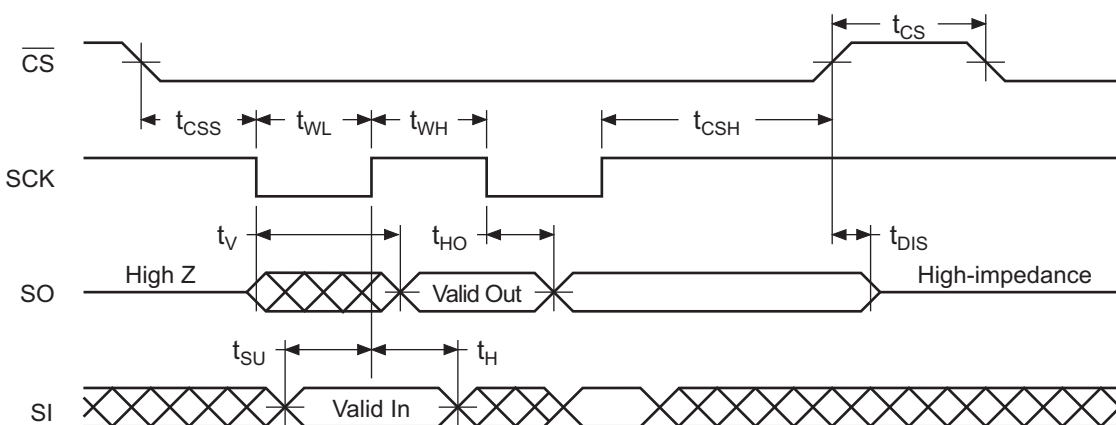 t_CS
CS
t_CSS t_WL t_WH t_CSH
SCK
t_V t_HO t_DIS
High Z High-impedance
SO Valid Out
t_SU t_H
SI Valid In